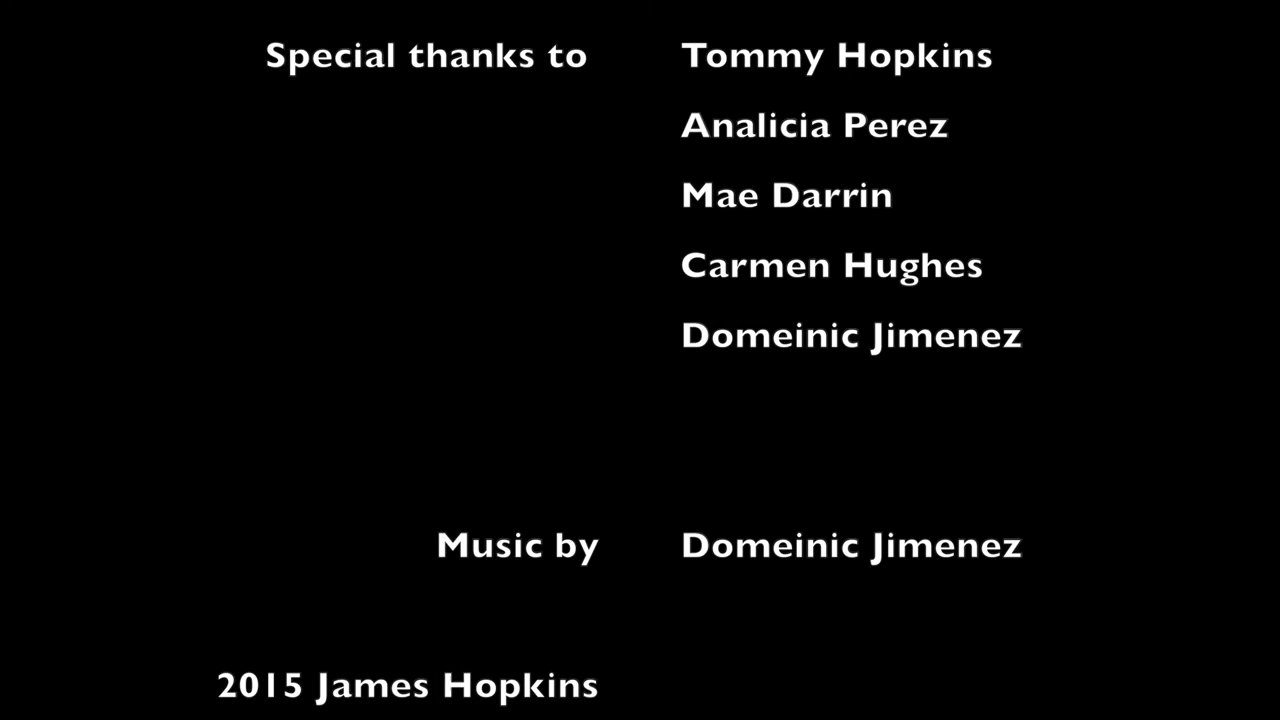 Special thanks to Tommy Hopkins
Analicia Perez
Mae Darrin
Carmen Hughes
Domeinic Jimenez
Music by Domeinic Jimenez
2015 James Hopkins